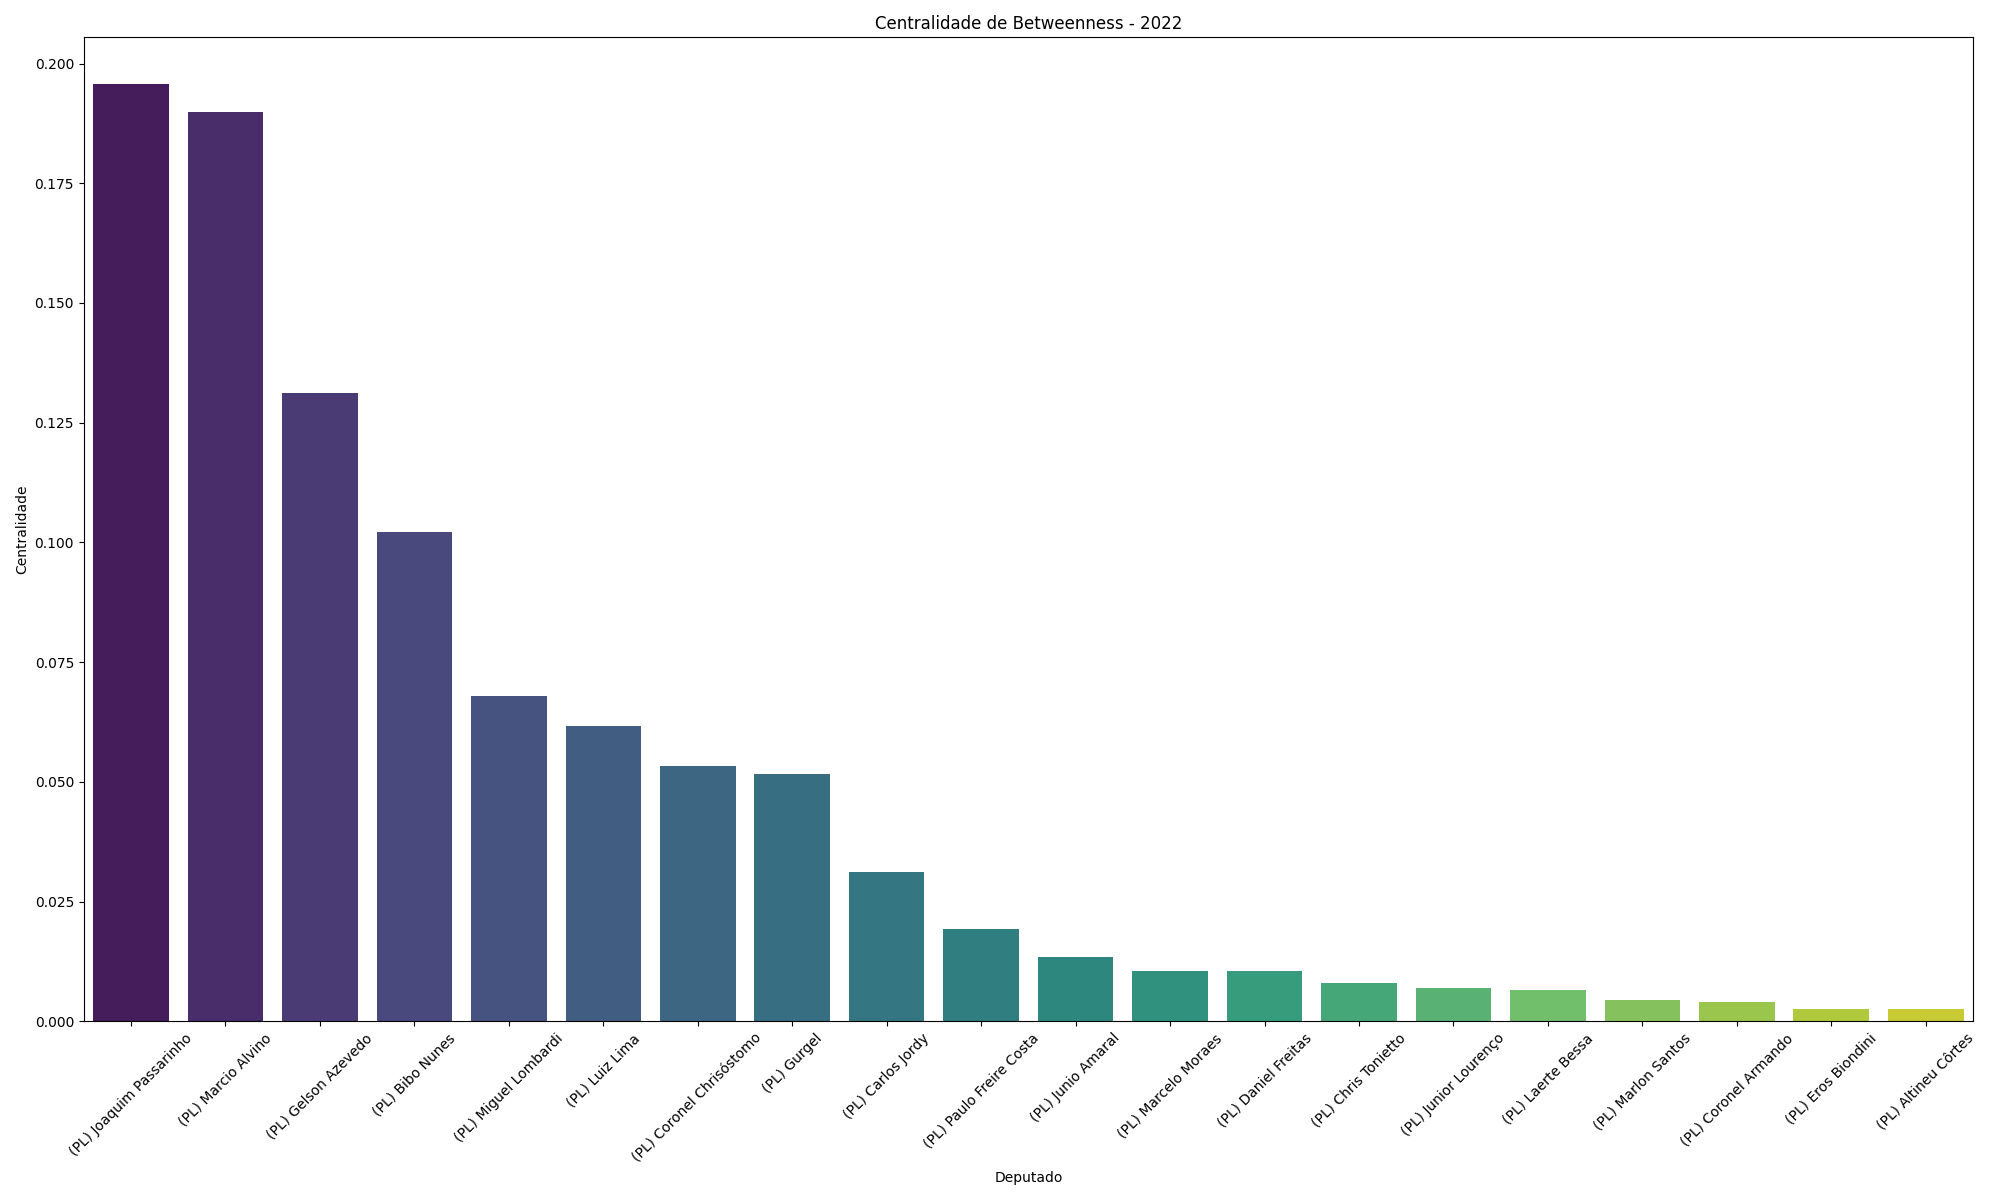 Centralidade de Betweenness - 2022
Centralidade
0.200
0.175
0.150
0.125
0.100
0.075
0.050
0.025
0.000
(PL) Joaquim Passarinho
(PL) Marcio Alvino
(PL) Gelson Azevedo
(PL) Bibo Nunes
(PL) Miguel Lombardi
(PL) Luiz Lima
(PL) Coronel Chrisóstomo
(PL) Gurgel
(PL) Carlos Jordy
(PL) Paulo Freire Costa
(PL) Junio Amaral
(PL) Marcelo Moraes
(PL) Daniel Freitas
(PL) Chris Tonietto
(PL) Junior Lourenço
(PL) Laerte Bessa
(PL) Marlon Santos
(PL) Coronel Armando
(PL) Eros Biondini
(PL) Altineu Côrtes
Deputado